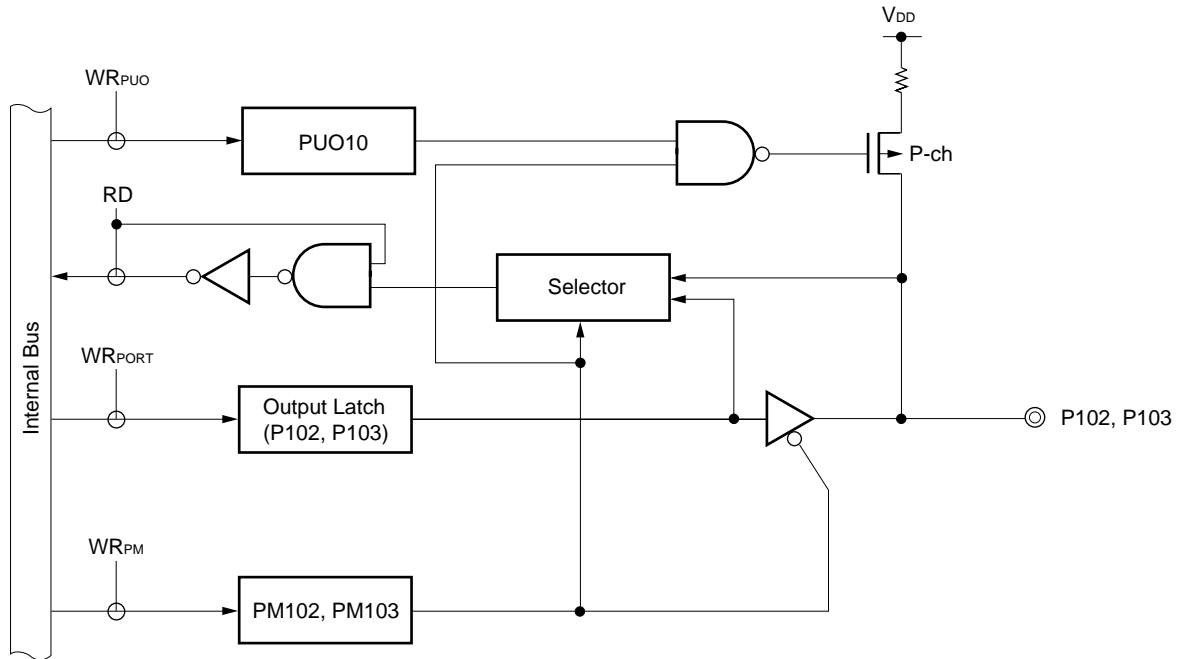 VDD
WRPUO
PUO10
P-ch
RD
Selector
Internal Bus
WRPORT
Output Latch
(P102, P103)
P102, P103
WRPM
PM102, PM103